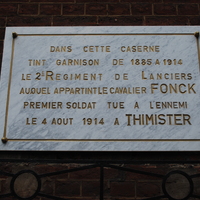 DANS CETTE CASERNE
TINT GARNISON DE 1885 A 1914
LE 2E REGIMENT DE LANCIERS
AUQUEL APPARTINT LE CAVALIER FONCK
PREMIER SOLDAT TUE A L'ENNEMI
LE 4 AOUT 1914 A THIMISTER